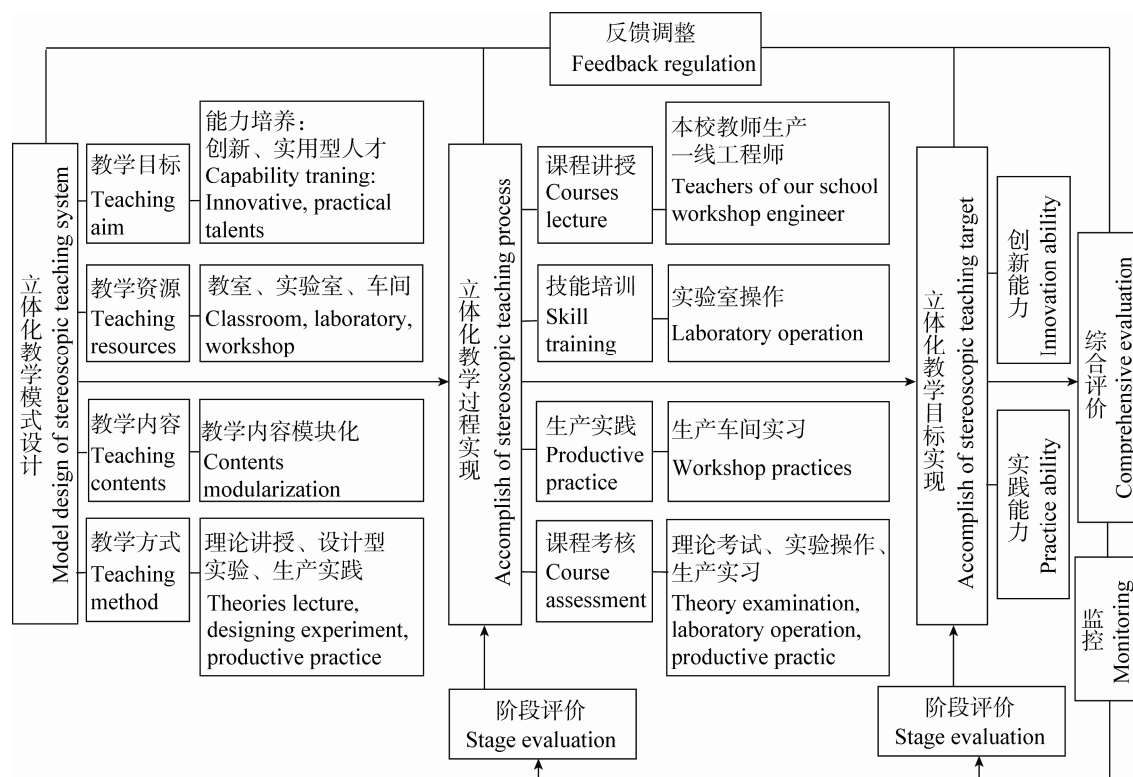 反馈调整
Feedback regulation
立体化教学模式设计
Model design of stereoscopic teaching system
教学目标
Teaching
aim
能力培养：
创新、实用型人才
Capability traning:
Innovative, practical
talents
教学资源
Teaching
resources
教室、实验室、车间
Classroom, laboratory,
workshop
教学内容
Teaching
contents
教学内容模块化
Contents
modularization
教学方式
Teaching
method
理论讲授、设计型
实验、生产实践
Theories lecture,
designing experiment,
productive practice
立体化教学过程实现
Accomplish of stereoscopic teaching process
课程讲授
Courses
lecture
本校教师生产
一线工程师
Teachers of our school
workshop engineer
技能培训
Skill
training
实验室操作
Laboratory operation
生产实践
Productive
practice
生产车间实习
Workshop practices
课程考核
Course
assessment
理论考试、实验操作、
生产实习
Theory examination,
laboratory operation,
productive practic
立体化教学目标实现
Accomplish of stereoscopic teaching target
创新能力
Innovation ability
实践能力
Practice ability
综合评价
Comprehensive evaluation
监控
Monitoring
阶段评价
Stage evaluation
阶段评价
Stage evaluation